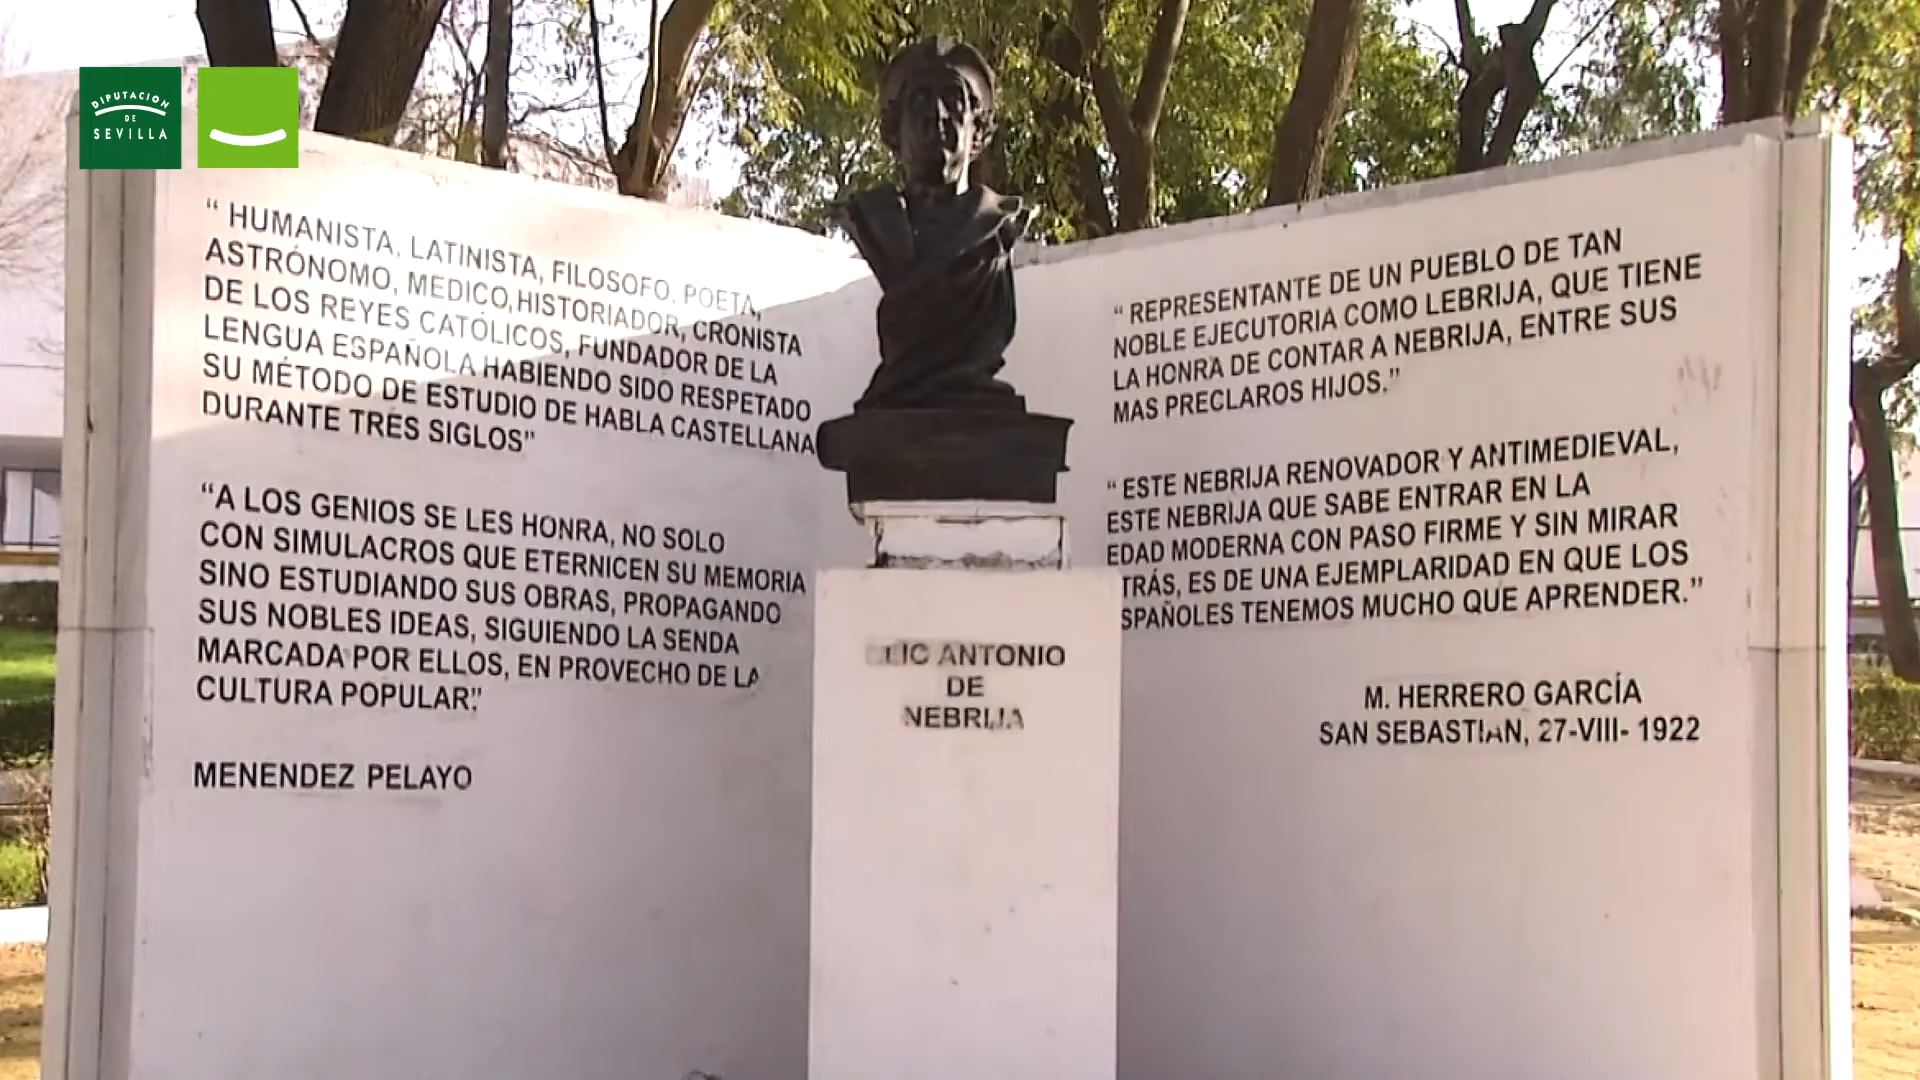 DIPUTACION
DE
SEVILLA
“ HUMANISTA, LATINISTA, FILOSOFO, POETA,
ASTRÓNOMO, MEDICO, HISTORIADOR, CRONISTA
DE LOS REYES CATÓLICOS, FUNDADOR DE LA
LENGUA ESPAÑOLA HABIENDO SIDO RESPETADO
SU MÉTODO DE ESTUDIO DE HABLA CASTELLANA
DURANTE TRES SIGLOS”
“A LOS GENIOS SE LES HONRA, NO SOLO
CON SIMULACROS QUE ETERNICEN SU MEMORIA
SINO ESTUDIANDO SUS OBRAS, PROPAGANDO
SUS NOBLES IDEAS, SIGUIENDO LA SENDA
MARCADA POR ELLOS, EN PROVECHO DE LA
CULTURA POPULAR.”
MENENDEZ PELAYO
ANTONIO
DE
NEBRIJA
“ REPRESENTANTE DE UN PUEBLO DE TAN
NOBLE EJECUTORIA COMO LEBRIJA, QUE TIENE
LA HONRA DE CONTAR A NEBRIJA, ENTRE SUS
MAS PRECLAROS HIJOS.”
“ ESTE NEBRIJA RENOVADOR Y ANTIMEDIEVAL,
ESTE NEBRIJA QUE SABE ENTRAR EN LA
EDAD MODERNA CON PASO FIRME Y SIN MIRAR
TRÁS, ES DE UNA EJEMPLARIDAD EN QUE LOS
SPAÑOLES TENEMOS MUCHO QUE APRENDER.”
M. HERRERO GARCÍA
SAN SEBASTIAN, 27-VIII- 1922